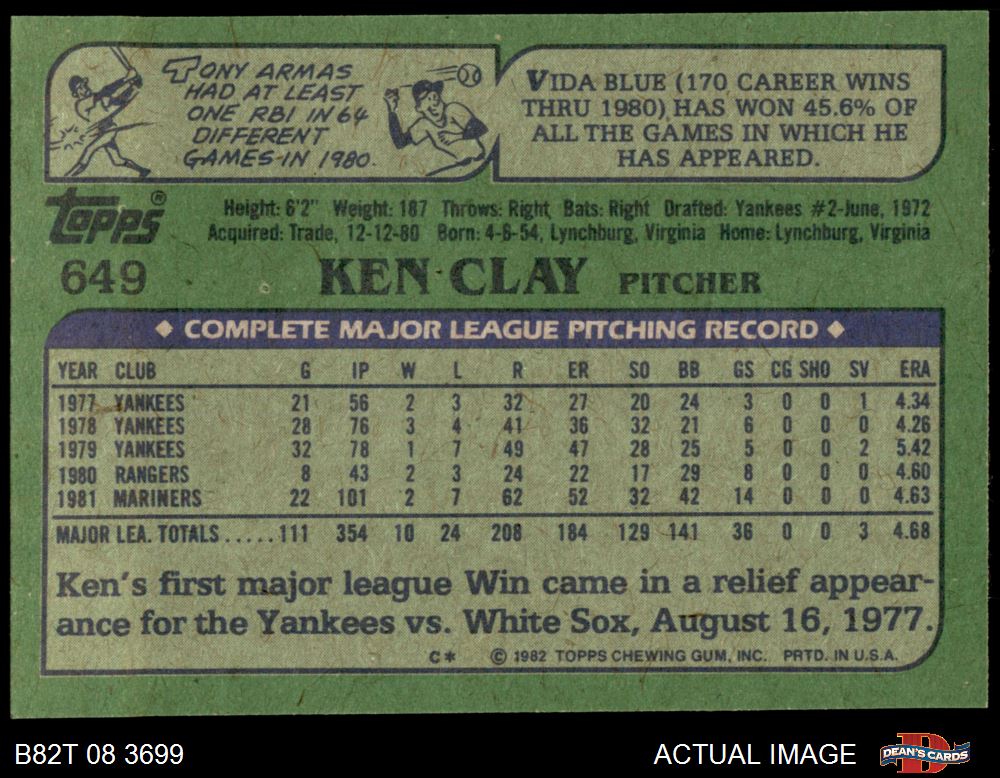 TONY ARMAS
HAD AT LEAST
ONE RBI IN 64
DIFFERENT
GAMES IN 1980.
VIDA BLUE (170 CAREER WINS
THRU 1980) HAS WON 45.6% OF
ALL THE GAMES IN WHICH HE
HAS APPEARED.
topps®
649
Height: 6'2" Weight: 187 Throws: Right Bats: Right Drafted: Yankees #2-June, 1972
Acquired: Trade, 12-12-80 Born: 4-6-54, Lynchburg, Virginia Home: Lynchburg, Virginia
KEN CLAY PITCHER
◆ COMPLETE MAJOR LEAGUE PITCHING RECORD ◆
YEAR CLUB G IP W L R ER SO BB GS CG SHO SV ERA
1977 YANKEES 21 56 2 3 32 27 20 24 3 0 0 1 4.34
1978 YANKEES 28 76 3 4 41 36 32 21 6 0 0 0 4.26
1979 YANKEES 32 78 1 7 49 47 28 25 5 0 0 2 5.42
1980 RANGERS 8 43 2 3 24 22 17 29 8 0 0 0 4.60
1981 MARINERS 22 101 2 7 62 52 32 42 14 0 0 0 4.63
MAJOR LEA. TOTALS.....111 354 10 24 208 184 129 141 36 0 0 3 4.68
Ken's first major league Win came in a relief appear-
ance for the Yankees vs. White Sox, August 16, 1977.
C* © 1982 TOPPS CHEWING GUM, INC. PRTD. IN U.S.A.
B82T 08 3699
ACTUAL IMAGE
DEAN'S CARDS